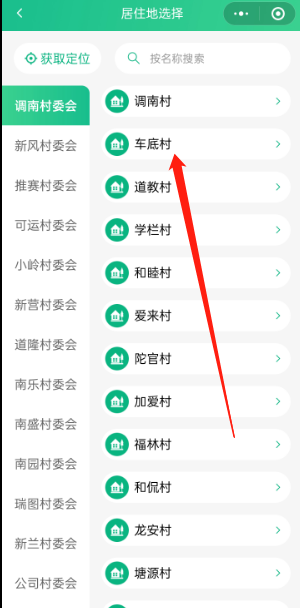 居住地选择
获取定位
按名称搜索
调南村委会
新风村委会
推赛村委会
可运村委会
小岭村委会
新营村委会
道隆村委会
南乐村委会
南盛村委会
南园村委会
瑞图村委会
新兰村委会
公司村委会
调南村
车底村
道教村
学栏村
和睦村
爱来村
陀官村
加爱村
福林村
和侃村
龙安村
塘源村